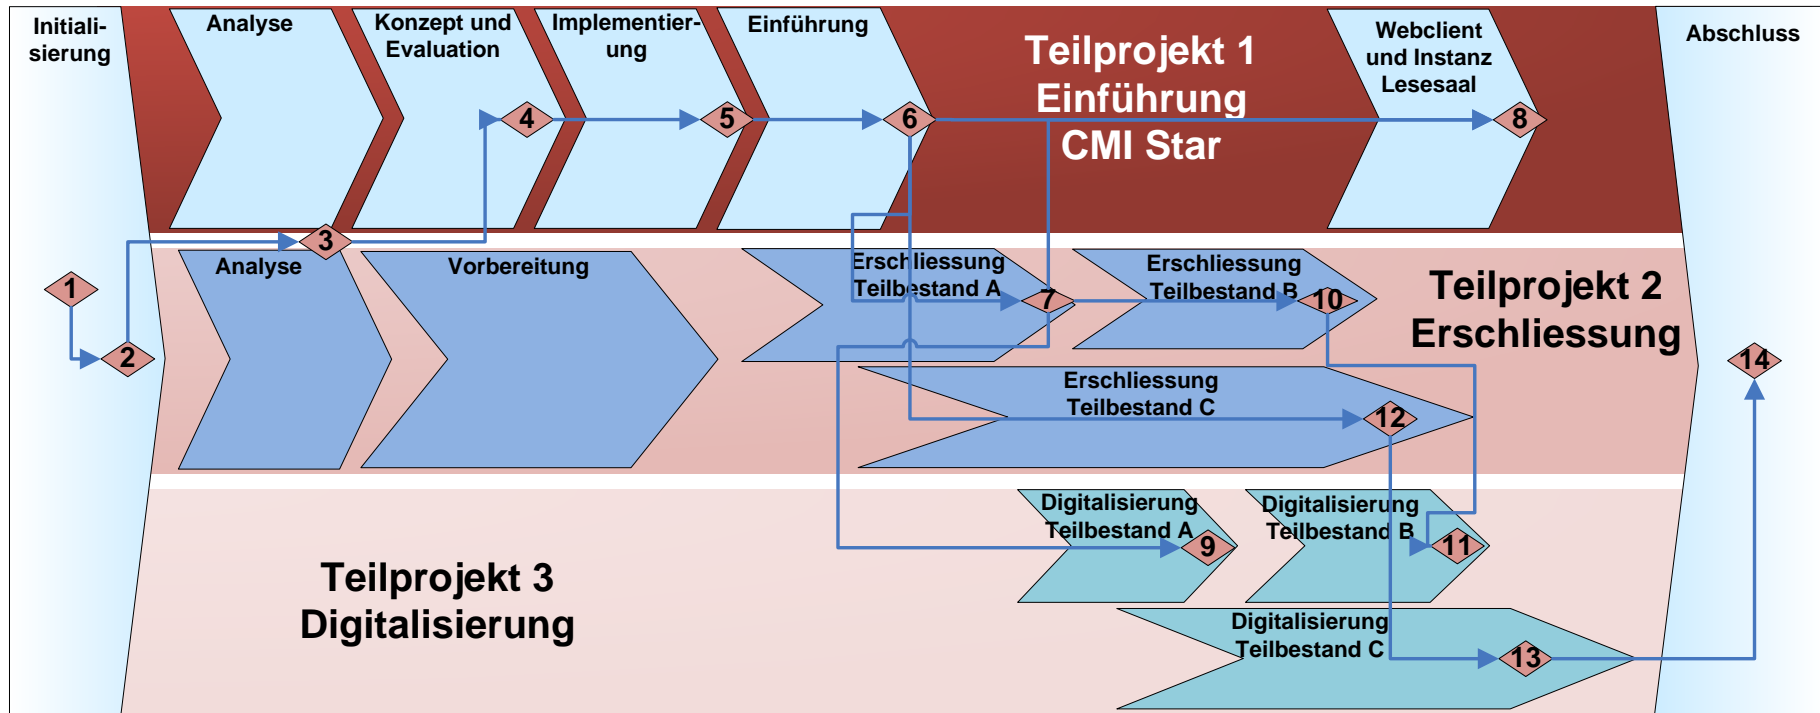 Initiali-
sierung
Analyse
Konzept und
Evaluation
Implementier-
ung
Einführung
Teilprojekt 1
Einführung
CMI Star
Webclient
und Instanz
Lesesaal
Abschluss
4
5
6
8
3
Analyse
Vorbereitung
Erschliessung
Teilbestand A
7
Erschliessung
Teilbestand B
10
Teilprojekt 2
Erschliessung
1
2
14
Erschliessung
Teilbestand C
12
Digitalisierung
Teilbestand A
9
Digitalisierung
Teilbestand B
11
Teilprojekt 3
Digitalisierung
Digitalisierung
Teilbestand C
13